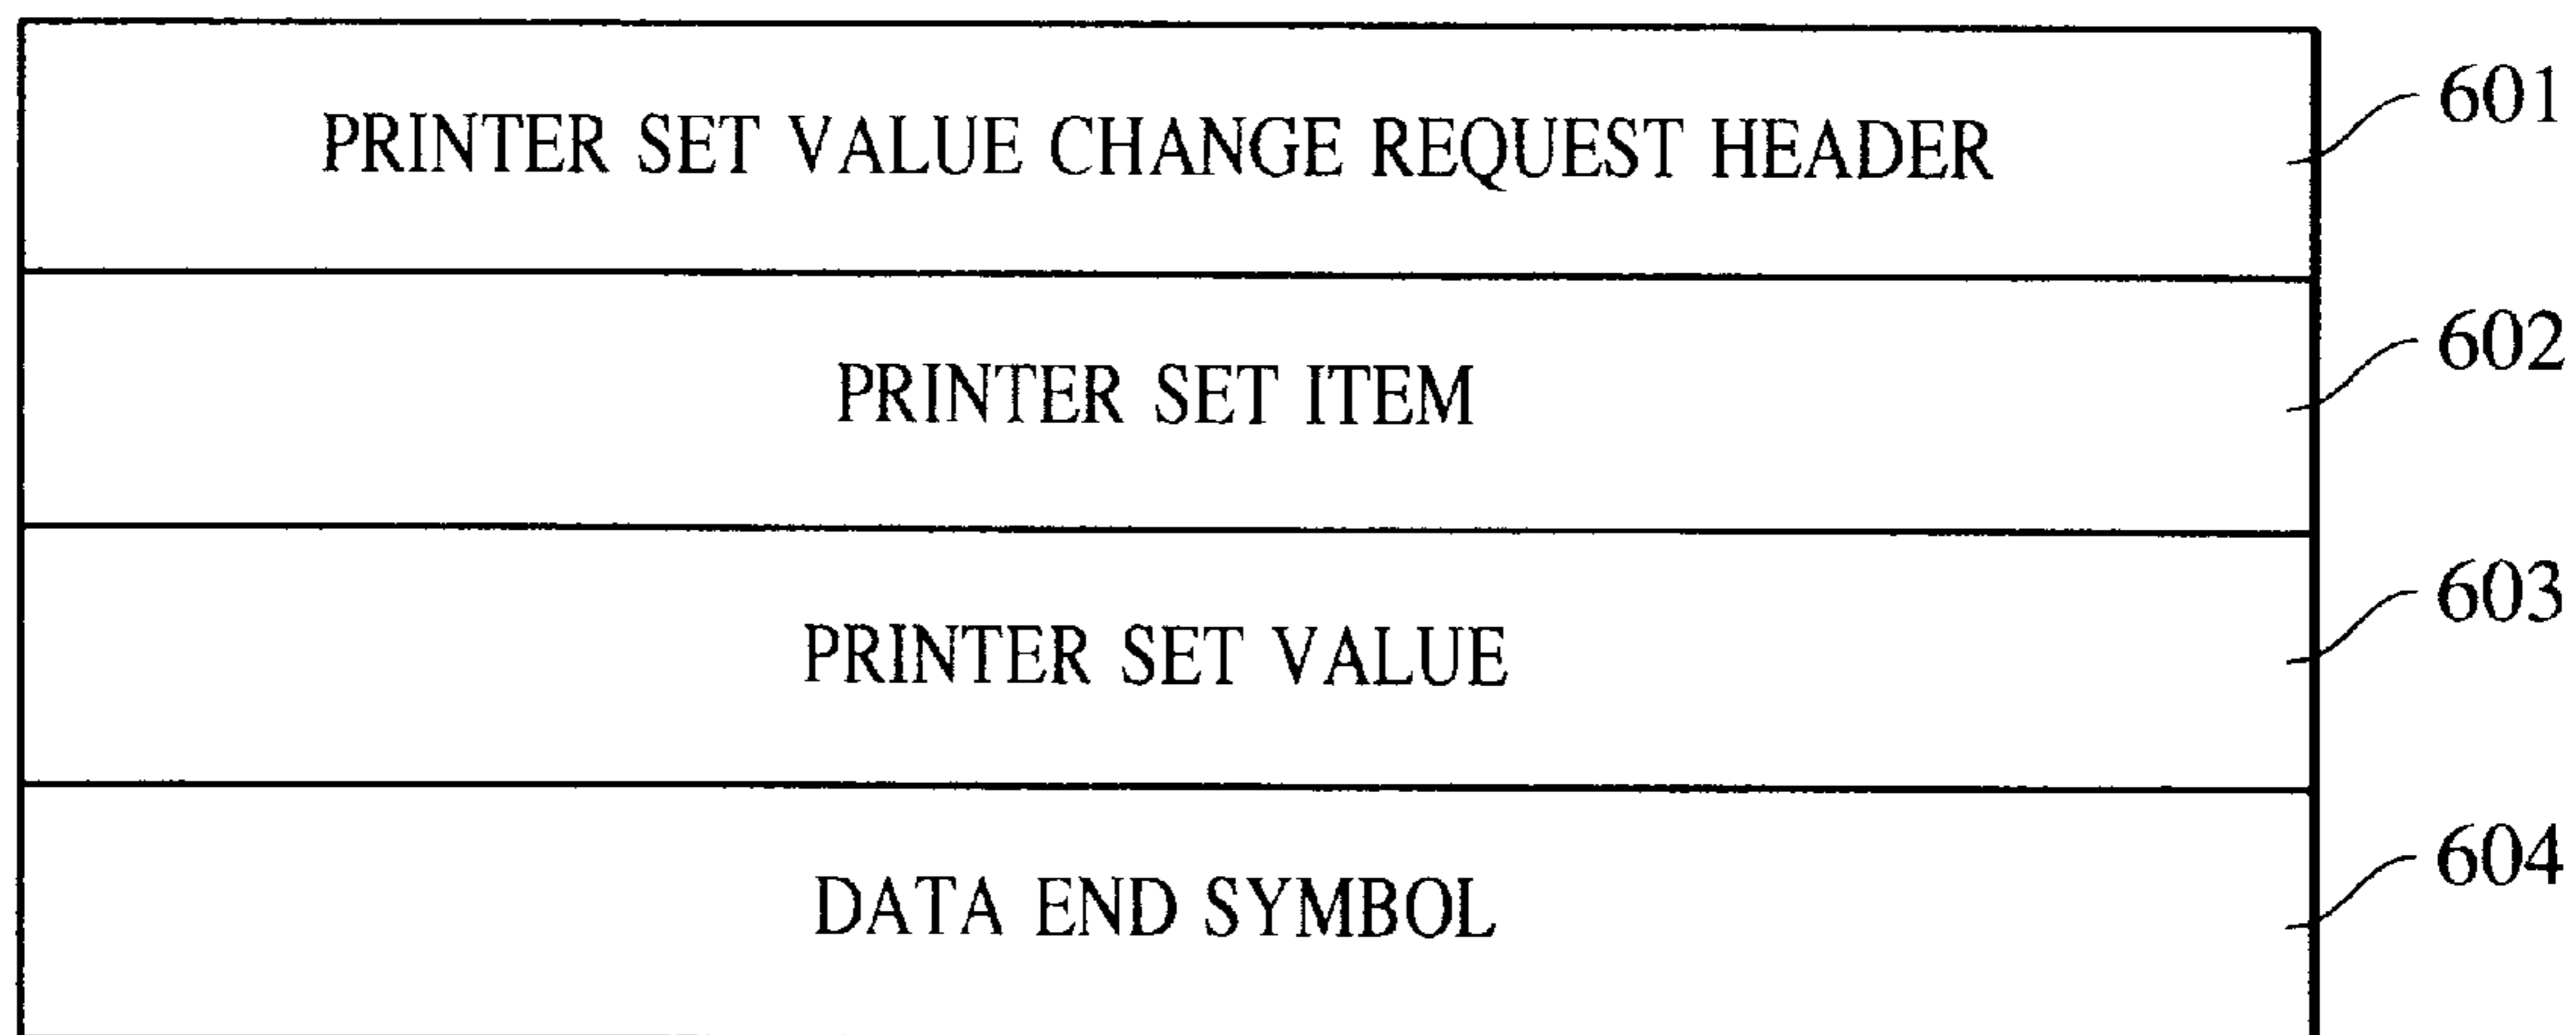 PRINTER SET VALUE CHANGE REQUEST HEADER 601
PRINTER SET ITEM 602
PRINTER SET VALUE 603
DATA END SYMBOL 604